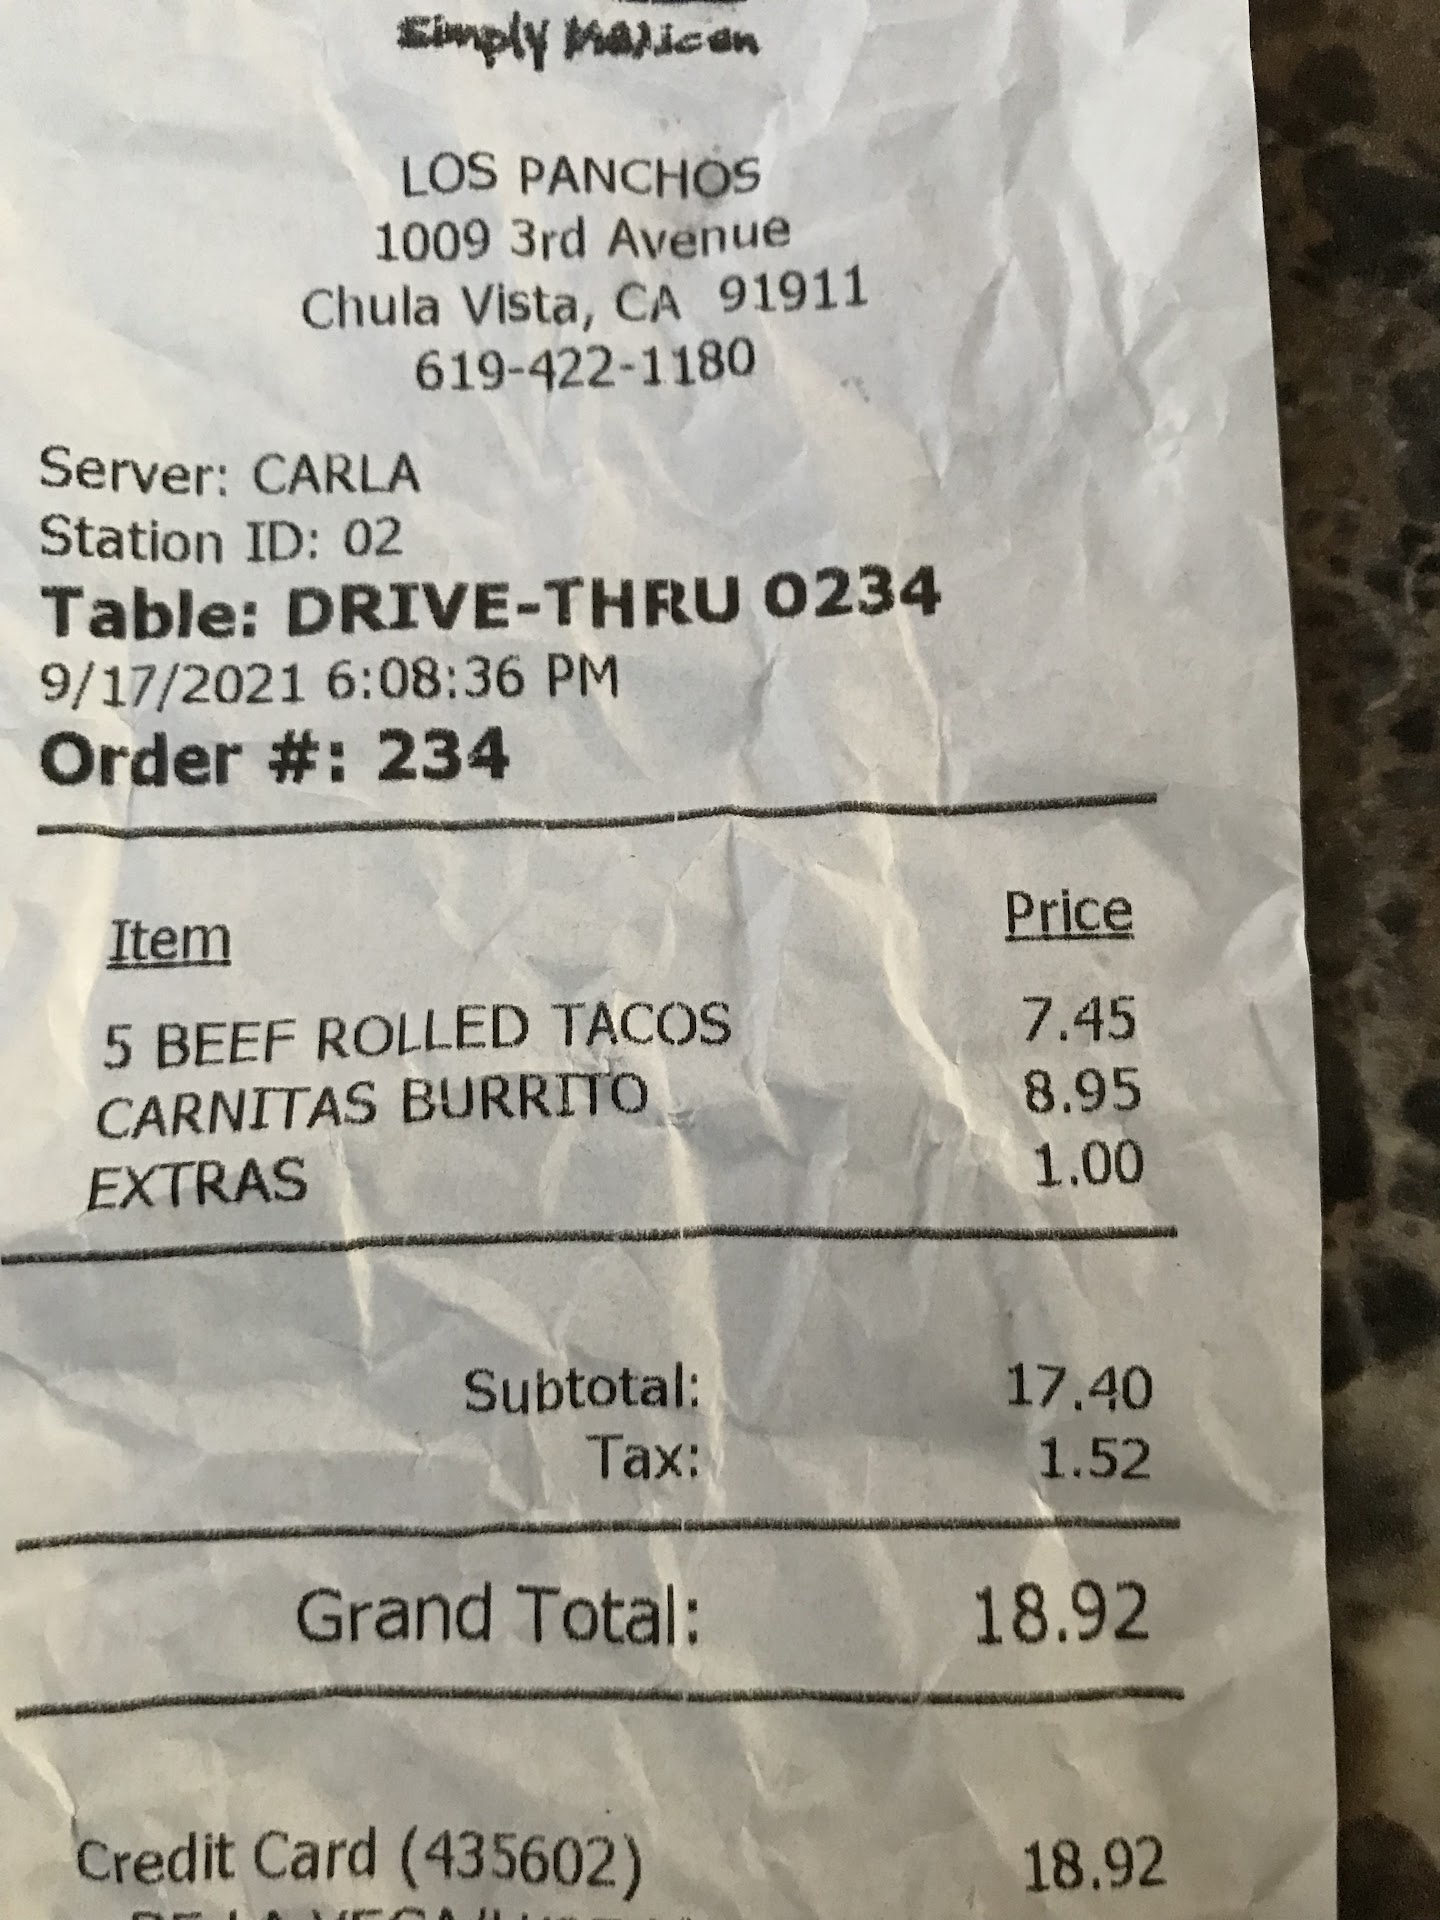 Simply Mexican
LOS PANCHOS
1009 3rd Avenue
Chula Vista, CA 91911
619-422-1180
Server: CARLA
Station ID: 02
Table: DRIVE-THRU 0234
9/17/2021 6:08:36 PM
Order #: 234
Item Price
5 BEEF ROLLED TACOS 7.45
CARNITAS BURRITO 8.95
EXTRAS 1.00
Subtotal: 17.40
Tax: 1.52
Grand Total: 18.92
Credit Card (435602) 18.92